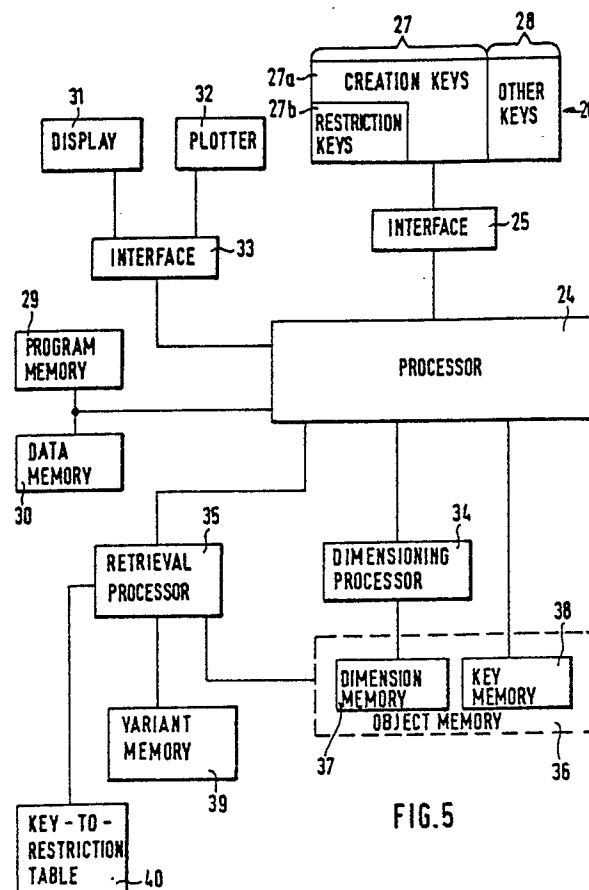 27
28
27a
CREATION KEYS
OTHER
KEYS
27b
RESTRICTION
KEYS
31
32
DISPLAY
PLOTTER
INTERFACE
33
INTERFACE
25
24
29
PROGRAM
MEMORY
PROCESSOR
DATA
MEMORY
30
35
34
RETRIEVAL
PROCESSOR
DIMENSIONING
PROCESSOR
38
DIMENSION
MEMORY
KEY
MEMORY
OBJECT MEMORY
37
36
VARIANT
MEMORY
39
FIG.5
KEY-TO-
RESTRICTION
TABLE
40